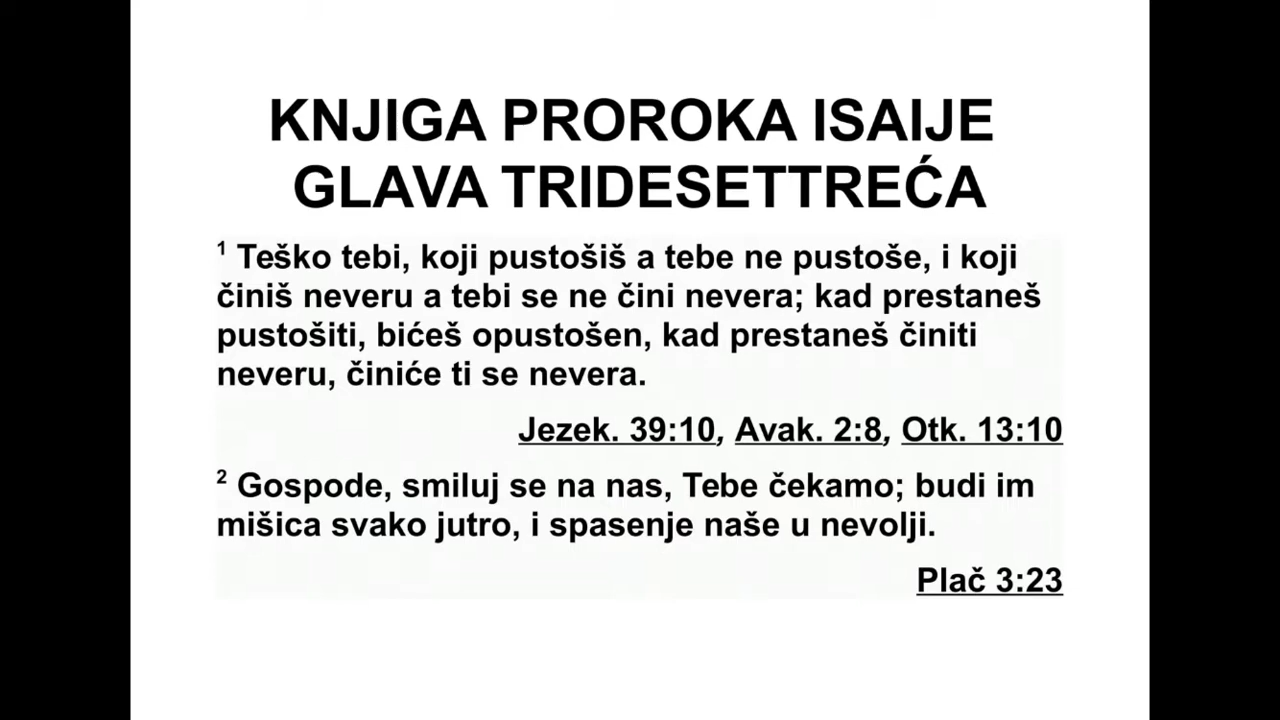 KNJIGA PROROKA ISAIJE
GLAVA TRIDESETTREĆA
1 Teško tebi, koji pustošiš a tebe ne pustoše, i koji
činiš neveru a tebi se ne čini nevera; kad prestaneš
pustošiti, bićeš opustošen, kad prestaneš činiti
neveru, činiće ti se nevera.
Jezek. 39:10, Avak. 2:8, Otk. 13:10
2 Gospode, smiluj se na nas, Tebe čekamo; budi im
mišica svako jutro, i spasenje naše u nevolji.
Plač 3:23